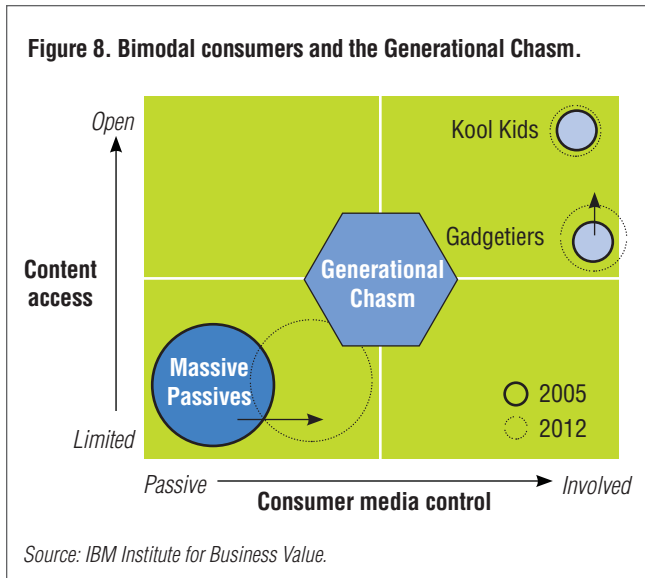 Figure 8. Bimodal consumers and the Generational Chasm.
Open
Kool Kids
Gadgetiers
Content
access
Generational
Chasm
Massive
Passives
2005
2012
Limited
Passive
Involved
Consumer media control
Source: IBM Institute for Business Value.